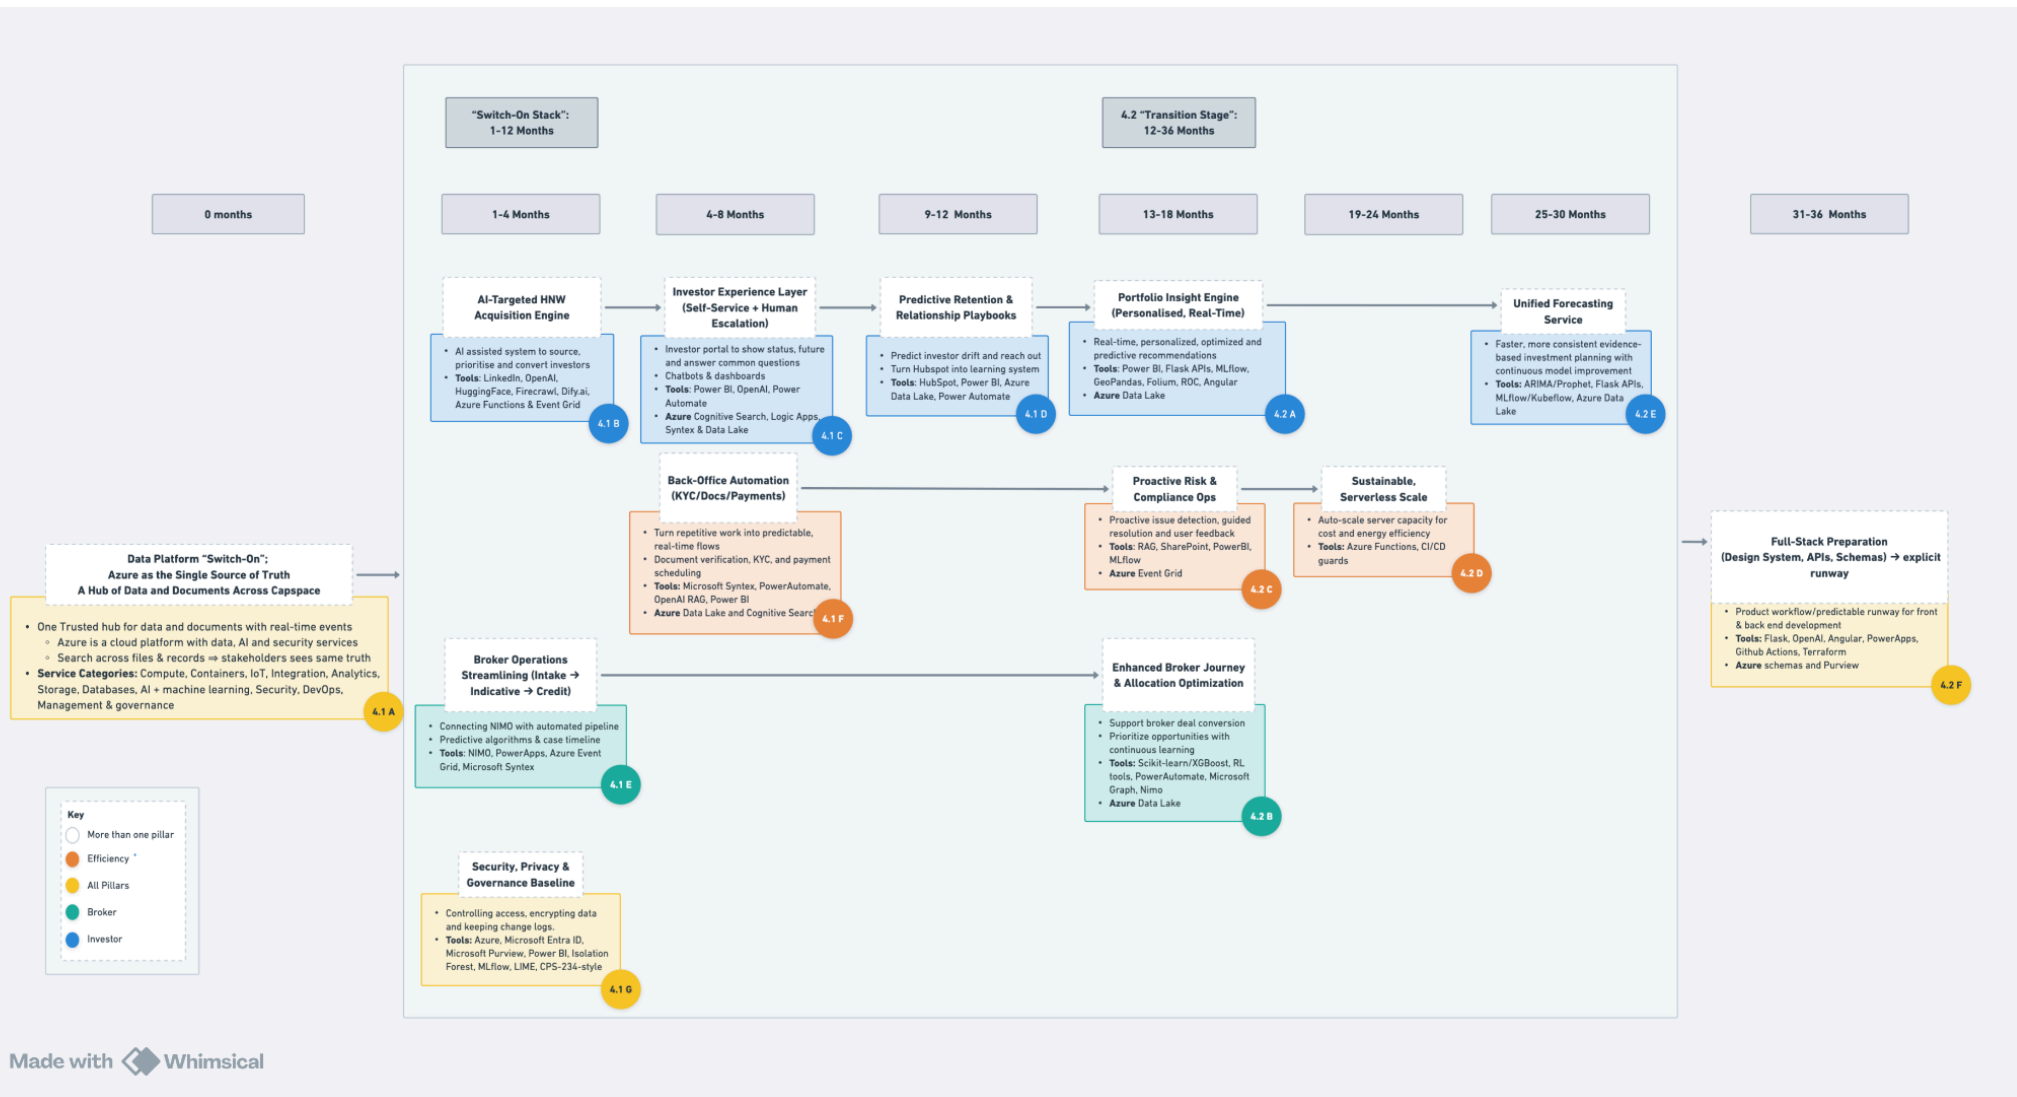 “Switch-On Stack”:
1-12 Months
4.2 “Transition Stage”:
12-36 Months
0 months
1-4 Months
4-8 Months
9-12 Months
13-18 Months
19-24 Months
25-30 Months
31-36 Months
AI-Targeted HNW
Acquisition Engine
• AI assisted system to source,
prioritise and convert investors
• Tools: LinkedIn, OpenAI,
HuggingFace, Firecrawl, Dify.ai,
Azure Functions & Event Grid
4.1 B
Investor Experience Layer
(Self-Service + Human
Escalation)
• Investor portal to show status, future
and answer common questions
• Chatbots & dashboards
• Tools: Power BI, OpenAI, Power
Automate
• Azure Cognitive Search, Logic Apps,
Syntex & Data Lake
4.1 C
Predictive Retention &
Relationship Playbooks
• Predict investor drift and reach out
• Turn Hubspot into learning system
• Tools: HubSpot, Power BI, Azure
Data Lake, Power Automate
4.1 D
Portfolio Insight Engine
(Personalised, Real-Time)
• Real-time, personalized, optimized and
predictive recommendations
• Tools: Power BI, Flask APIs, MLflow,
GeoPandas, Folium, ROC, Angular
• Azure Data Lake
4.2 A
Unified Forecasting
Service
• Faster, more consistent evidence-
based investment planning with
continuous model improvement
• Tools: ARIMA/Prophet, Flask APIs,
MLflow/Kubeflow, Azure Data
Lake
4.2 E
Back-Office Automation
(KYC/Docs/Payments)
• Turn repetitive work into predictable,
real-time flows
• Document verification, KYC, and payment
scheduling
• Tools: Microsoft Syntex, PowerAutomate,
OpenAI RAG, Power BI
• Azure Data Lake and Cognitive Search
4.1 F
Proactive Risk &
Compliance Ops
• Proactive issue detection, guided
resolution and user feedback
• Tools: RAG, SharePoint, PowerBI,
MLflow
• Azure Event Grid
4.2 C
Sustainable,
Serverless Scale
• Auto-scale server capacity for
cost and energy efficiency
• Tools: Azure Functions, CI/CD
guards
4.2 D
Data Platform “Switch-On”;
Azure as the Single Source of Truth
A Hub of Data and Documents Across Capspace
• One Trusted hub for data and documents with real-time events
◦ Azure is a cloud platform with data, AI and security services
◦ Search across files & records ⇒ stakeholders sees same truth
• Service Categories: Compute, Containers, IoT, Integration, Analytics,
Storage, Databases, AI + machine learning, Security, DevOps,
Management & governance
4.1 A
Full-Stack Preparation
(Design System, APIs, Schemas) → explicit
runway
• Product workflow/predictable runway for front
& back end development
• Tools: Flask, OpenAI, Angular, PowerApps,
Github Actions, Terraform
• Azure schemas and Purview
4.2 F
Broker Operations
Streamlining (Intake →
Indicative → Credit)
• Connecting NIMO with automated pipeline
• Predictive algorithms & case timeline
• Tools: NIMO, PowerApps, Azure Event
Grid, Microsoft Syntex
4.1 E
Enhanced Broker Journey
& Allocation Optimization
• Support broker deal conversion
• Prioritize opportunities with
continuous learning
• Tools: Scikit-learn/XGBoost, RL
tools, PowerAutomate, Microsoft
Graph, Nimo
• Azure Data Lake
4.2 B
Key
More than one pillar
Efficiency *
All Pillars
Broker
Investor
Security, Privacy &
Governance Baseline
• Controlling access, encrypting data
and keeping change logs.
• Tools: Azure, Microsoft Entra ID,
Microsoft Purview, Power BI, Isolation
Forest, MLflow, LIME, CPS-234-style
4.1 G
Made with Whimsical